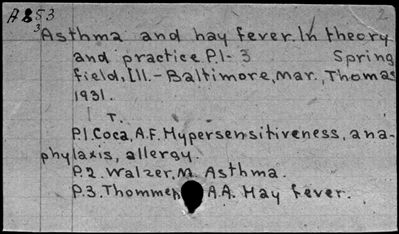 A853 2
3
Asthma and hay fever. In theory
and practice P.1-3 Spring
field, Ill. - Baltimore, Mar., Thomas
1931.
T.
P.1. Coca, A.F. Hypersensitiveness, ana-
phylaxis, allergy.
P.2. Walzer, M. Asthma.
P.3. Thommen A.A. Hay fever.